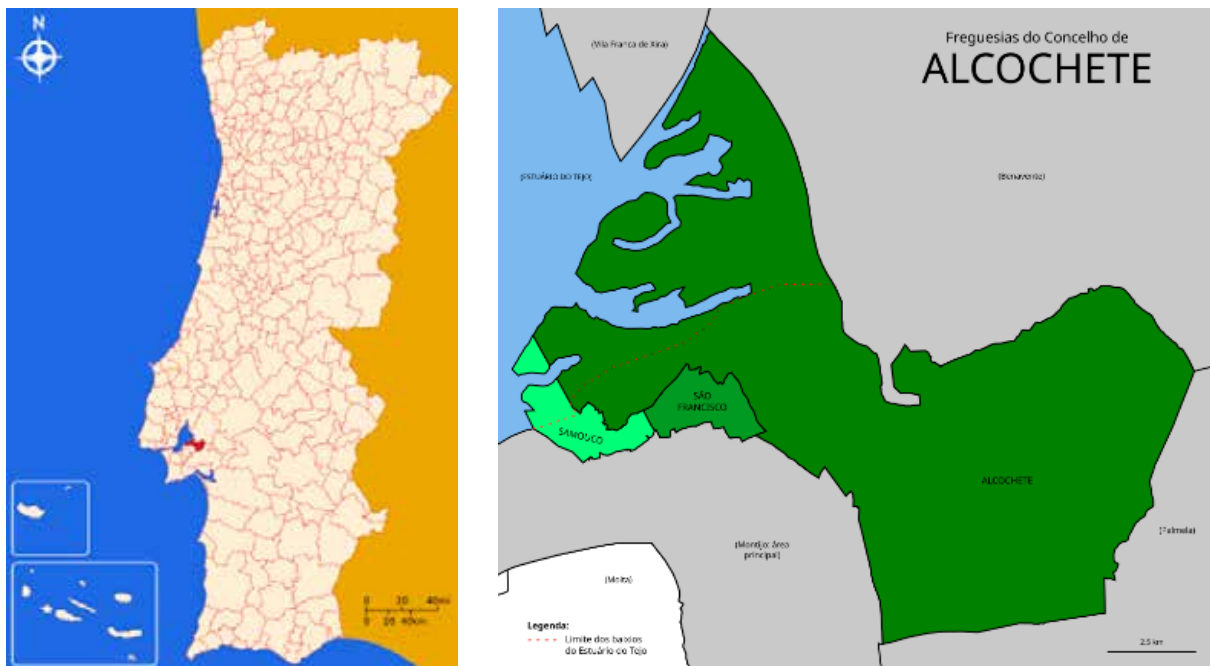 N
0 20 40mi
0 20 40km
Freguesias do Concelho de
ALCOCHETE
(Vila Franca de Xira)
(ESTUÁRIO DO TEJO)
(Benavente)
SÃO
FRANCISCO
SAMOUCO
ALCOCHETE
(Palmela)
(Montijo: área
principal)
(Moita)
Legenda:
Limite dos baixios
do Estuário do Tejo
2.5 km